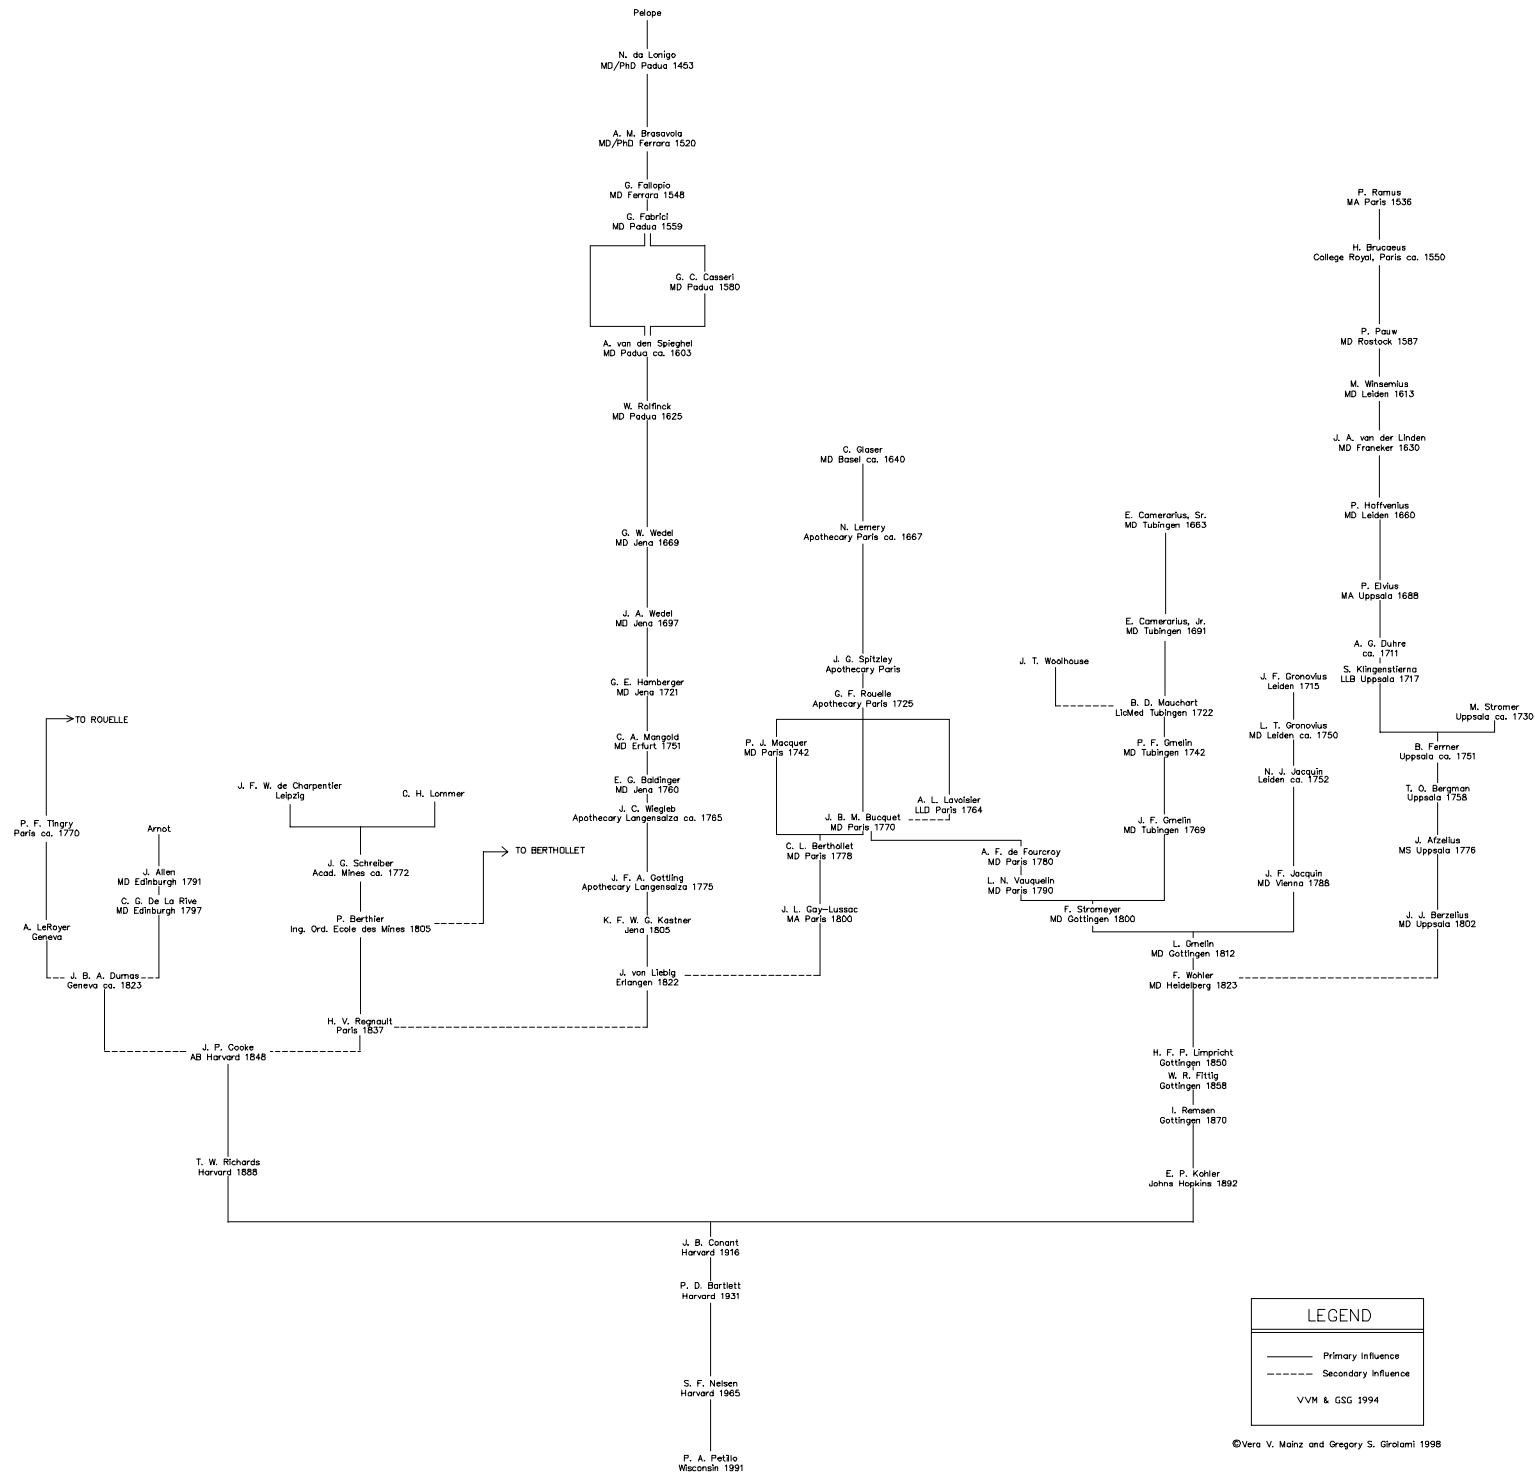 Pelope
N. da Lonigo
MD/PhD Padua 1453
A. M. Brasavola
MD/PhD Ferrara 1520
G. Fallopio
MD Ferrara 1548
G. Fabrici
MD Padua 1559
G. C. Casseri
MD Padua 1580
A. van den Spieghel
MD Padua ca. 1603
W. Rolfinck
MD Padua 1625
G. W. Wedel
MD Jena 1669
J. A. Wedel
MD Jena 1697
G. E. Hamberger
MD Jena 1721
C. A. Mangold
MD Erfurt 1751
E. G. Baldinger
MD Jena 1760
J. C. Wiegleb
Apothecary Langensalza ca. 1765
J. F. A. Gottling
Apothecary Langensalza 1775
K. F. W. G. Kastner
Jena 1805
J. von Liebig
Erlangen 1822
TO ROUELLE
P. F. Tingry
Paris ca. 1770
A. LeRoyer
Geneva
Arnot
J. Allen
MD Edinburgh 1791
C. G. De La Rive
MD Edinburgh 1797
J. B. A. Dumas
Geneva ca. 1823
J. F. W. de Charpentier
Leipzig
C. H. Lommer
J. G. Schreiber
Acad. Mines ca. 1772
TO BERTHOLLET
P. Berthier
Ing. Ord. Ecole des Mines 1805
H. V. Regnault
Paris 1837
J. P. Cooke
AB Harvard 1848
T. W. Richards
Harvard 1888
C. Glaser
MD Basel ca. 1640
N. Lemery
Apothecary Paris ca. 1667
J. G. Spitzley
Apothecary Paris
G. F. Rouelle
Apothecary Paris 1725
P. J. Macquer
MD Paris 1742
A. L. Lavoisier
LLD Paris 1764
J. B. M. Bucquet
MD Paris 1770
C. L. Berthollet
MD Paris 1778
J. L. Gay-Lussac
MA Paris 1800
A. F. de Fourcroy
MD Paris 1780
L. N. Vauquelin
MD Paris 1790
E. Camerarius, Sr.
MD Tubingen 1663
E. Camerarius, Jr.
MD Tubingen 1691
J. T. Woolhouse
B. D. Mauchart
LicMed Tubingen 1722
P. F. Gmelin
MD Tubingen 1742
J. F. Gmelin
MD Tubingen 1769
F. Stromeyer
MD Gottingen 1800
J. F. Gronovius
Leiden 1715
L. T. Gronovius
MD Leiden ca. 1750
N. J. Jacquin
Leiden ca. 1752
J. F. Jacquin
MD Vienna 1788
L. Gmelin
MD Gottingen 1812
F. Wohler
MD Heidelberg 1823
P. Ramus
MA Paris 1536
H. Brucaeus
College Royal, Paris ca. 1550
P. Pauw
MD Rostock 1587
M. Winsemius
MD Leiden 1613
J. A. van der Linden
MD Franeker 1630
P. Hoffvenius
MD Leiden 1660
P. Elvius
MA Uppsala 1688
A. G. Duhre
ca. 1711
S. Klingenstierna
LLB Uppsala 1717
M. Stromer
Uppsala ca. 1730
B. Ferrner
Uppsala ca. 1751
T. O. Bergman
Uppsala 1758
J. Afzelius
MS Uppsala 1776
J. J. Berzelius
MD Uppsala 1802
H. F. P. Limpricht
Gottingen 1850
W. R. Fittig
Gottingen 1858
I. Remsen
Gottingen 1870
E. P. Kohler
Johns Hopkins 1892
J. B. Conant
Harvard 1916
P. D. Bartlett
Harvard 1931
S. F. Nelsen
Harvard 1965
P. A. Petillo
Wisconsin 1991
LEGEND
Primary Influence
Secondary Influence
VVM & GSG 1994
©Vera V. Mainz and Gregory S. Girolami 1998